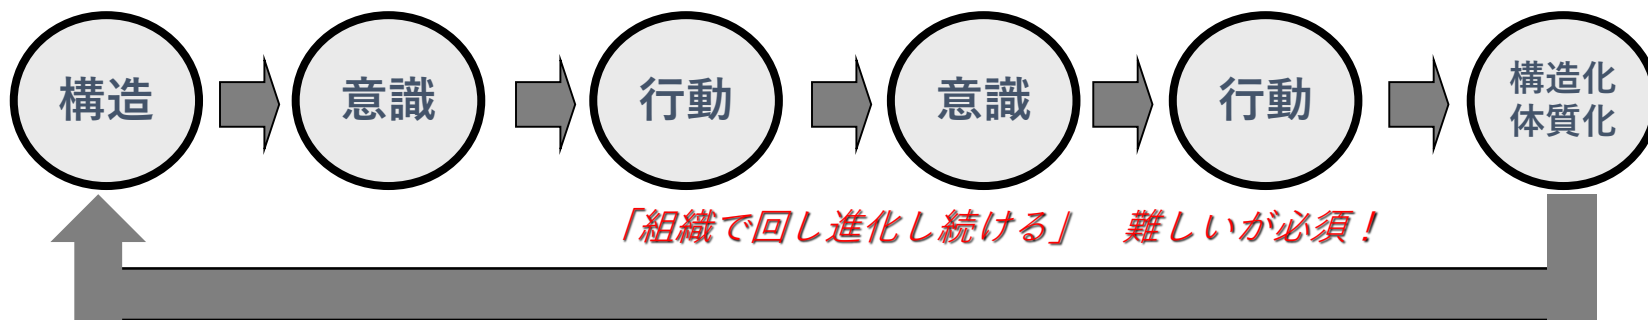 構造
意識
行動
意識
行動
構造化
体質化
「組織で回し進化し続ける」　難しいが必須！